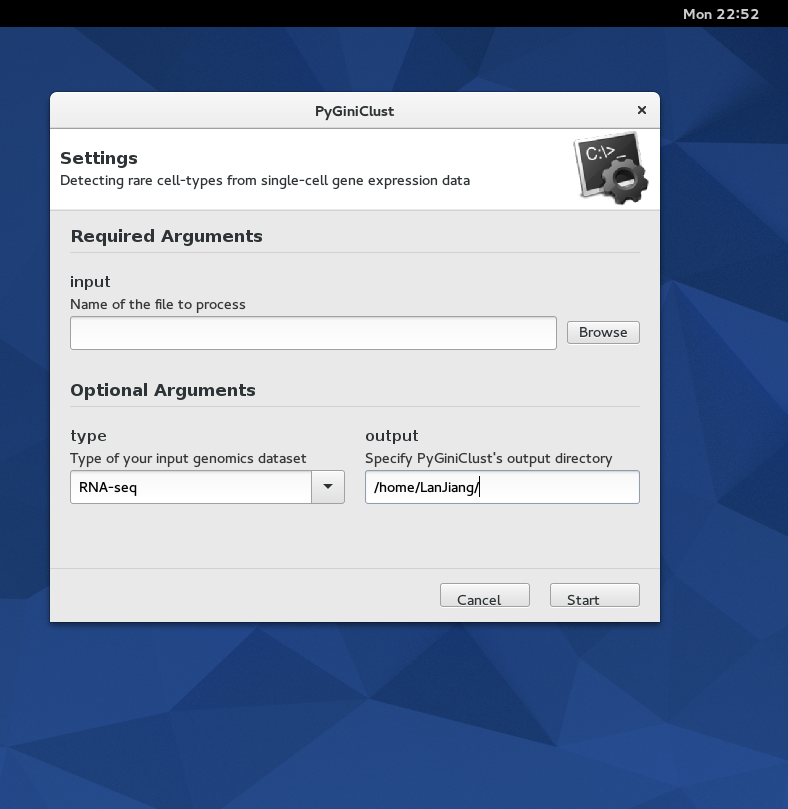 Mon 22:52
PyGiniClust ×
Settings
Detecting rare cell-types from single-cell gene expression data
C:\>_
Required Arguments
input
Name of the file to process
Browse
Optional Arguments
type
Type of your input genomics dataset
RNA-seq
output
Specify PyGiniClust's output directory
/home/LanJiang/
Cancel
Start